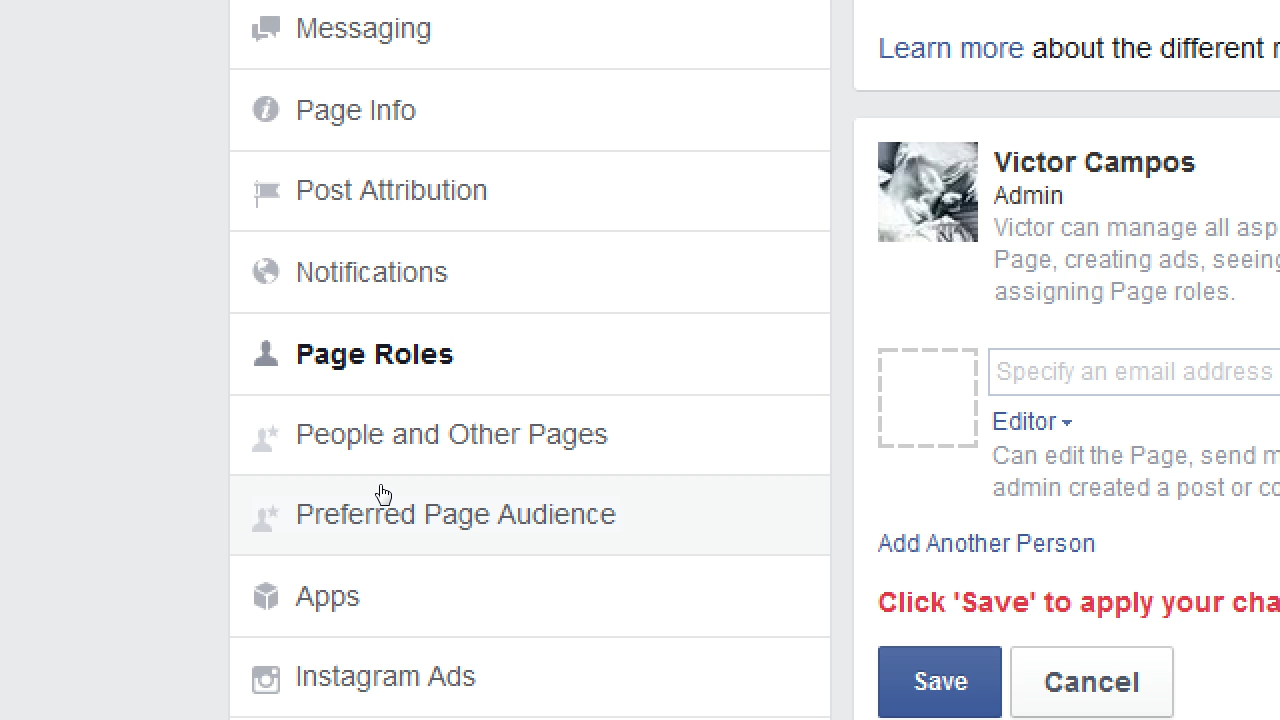 Messaging
Page Info
Post Attribution
Notifications
Page Roles
People and Other Pages
Preferred Page Audience
Apps
Instagram Ads
Learn more about the different
Victor Campos
Admin
Victor can manage all asp
Page, creating ads, seeing
assigning Page roles.
Specify an email address
Editor
Can edit the Page, send m
admin created a post or co
Add Another Person
Click 'Save' to apply your cha
Save
Cancel